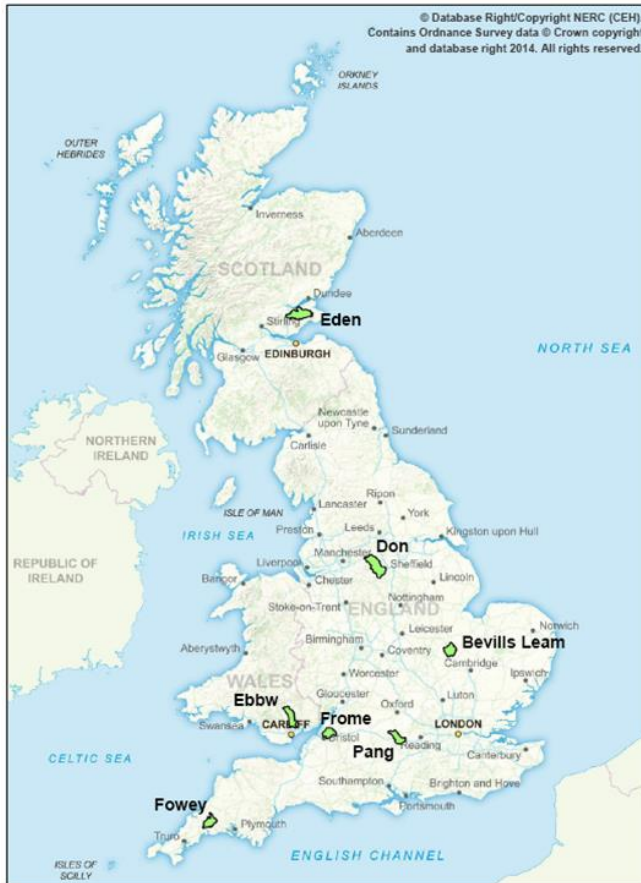 © Database Right/Copyright NERC (CEH).
Contains Ordnance Survey data © Crown copyright
and database right 2014. All rights reserved.
ORKNEY
ISLANDS
OUTER
HEBRIDES
Inverness
Aberdeen
SCOTLAND
Dundee
Stirling
Eden
EDINBURGH
Glasgow
NORTH SEA
Newcastle
upon Tyne
Sunderland
Carlisle
NORTHERN
IRELAND
ISLE OF MAN
Lancaster
Ripon
York
IRISH SEA
Preston
Leeds
Kingston upon Hull
Don
REPUBLIC OF
IRELAND
Liverpool
Manchester
Sheffield
Bangor
Chester
Lincoln
Stoke-on-Trent
Nottingham
ENGLAND
Norwich
Leicester
Bevills Leam
Aberystwyth
Birmingham
Coventry
Cambridge
WALES
Worcester
Ipswich
Ebbw
Gloucester
Oxford
Luton
Swansea
CARDIFF
Frome
Bristol
LONDON
Pang
Reading
Canterbury
CELTIC SEA
Southampton
Brighton and Hove
Portsmouth
Fowey
Truro
Plymouth
ISLES OF
SCILLY
ENGLISH CHANNEL